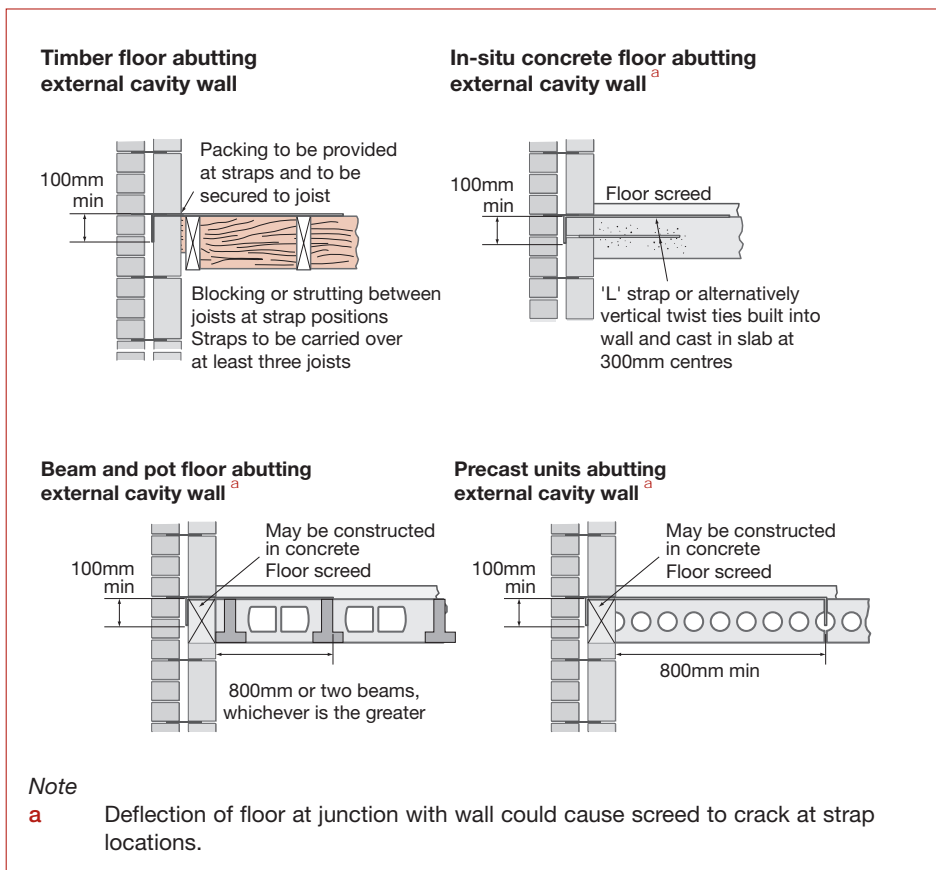 Timber floor abutting
external cavity wall
Packing to be provided
at straps and to be
secured to joist
100mm
min
Blocking or strutting between
joists at strap positions
Straps to be carried over
at least three joists
In-situ concrete floor abutting
external cavity wall a
100mm
min
Floor screed
'L' strap or alternatively
vertical twist ties built into
wall and cast in slab at
300mm centres
Beam and pot floor abutting
external cavity wall a
May be constructed
in concrete
Floor screed
100mm
min
800mm or two beams,
whichever is the greater
Precast units abutting
external cavity wall a
May be constructed
in concrete
Floor screed
100mm
min
800mm min
Note
a Deflection of floor at junction with wall could cause screed to crack at strap
locations.